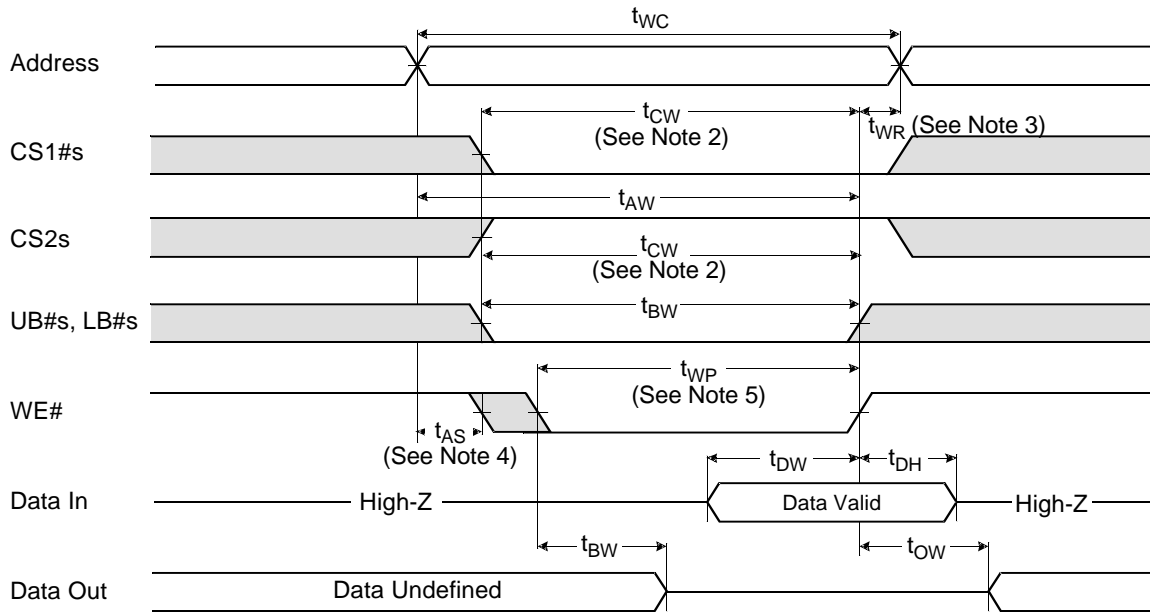 tWC
Address
tCW
(See Note 2)
tWR (See Note 3)
CS1#s
tAW
CS2s
tCW
(See Note 2)
UB#s, LB#s
tBW
tWP
(See Note 5)
WE#
tAS
(See Note 4)
tDW
tDH
Data In
High-Z
Data Valid
High-Z
tBW
tOW
Data Out
Data Undefined